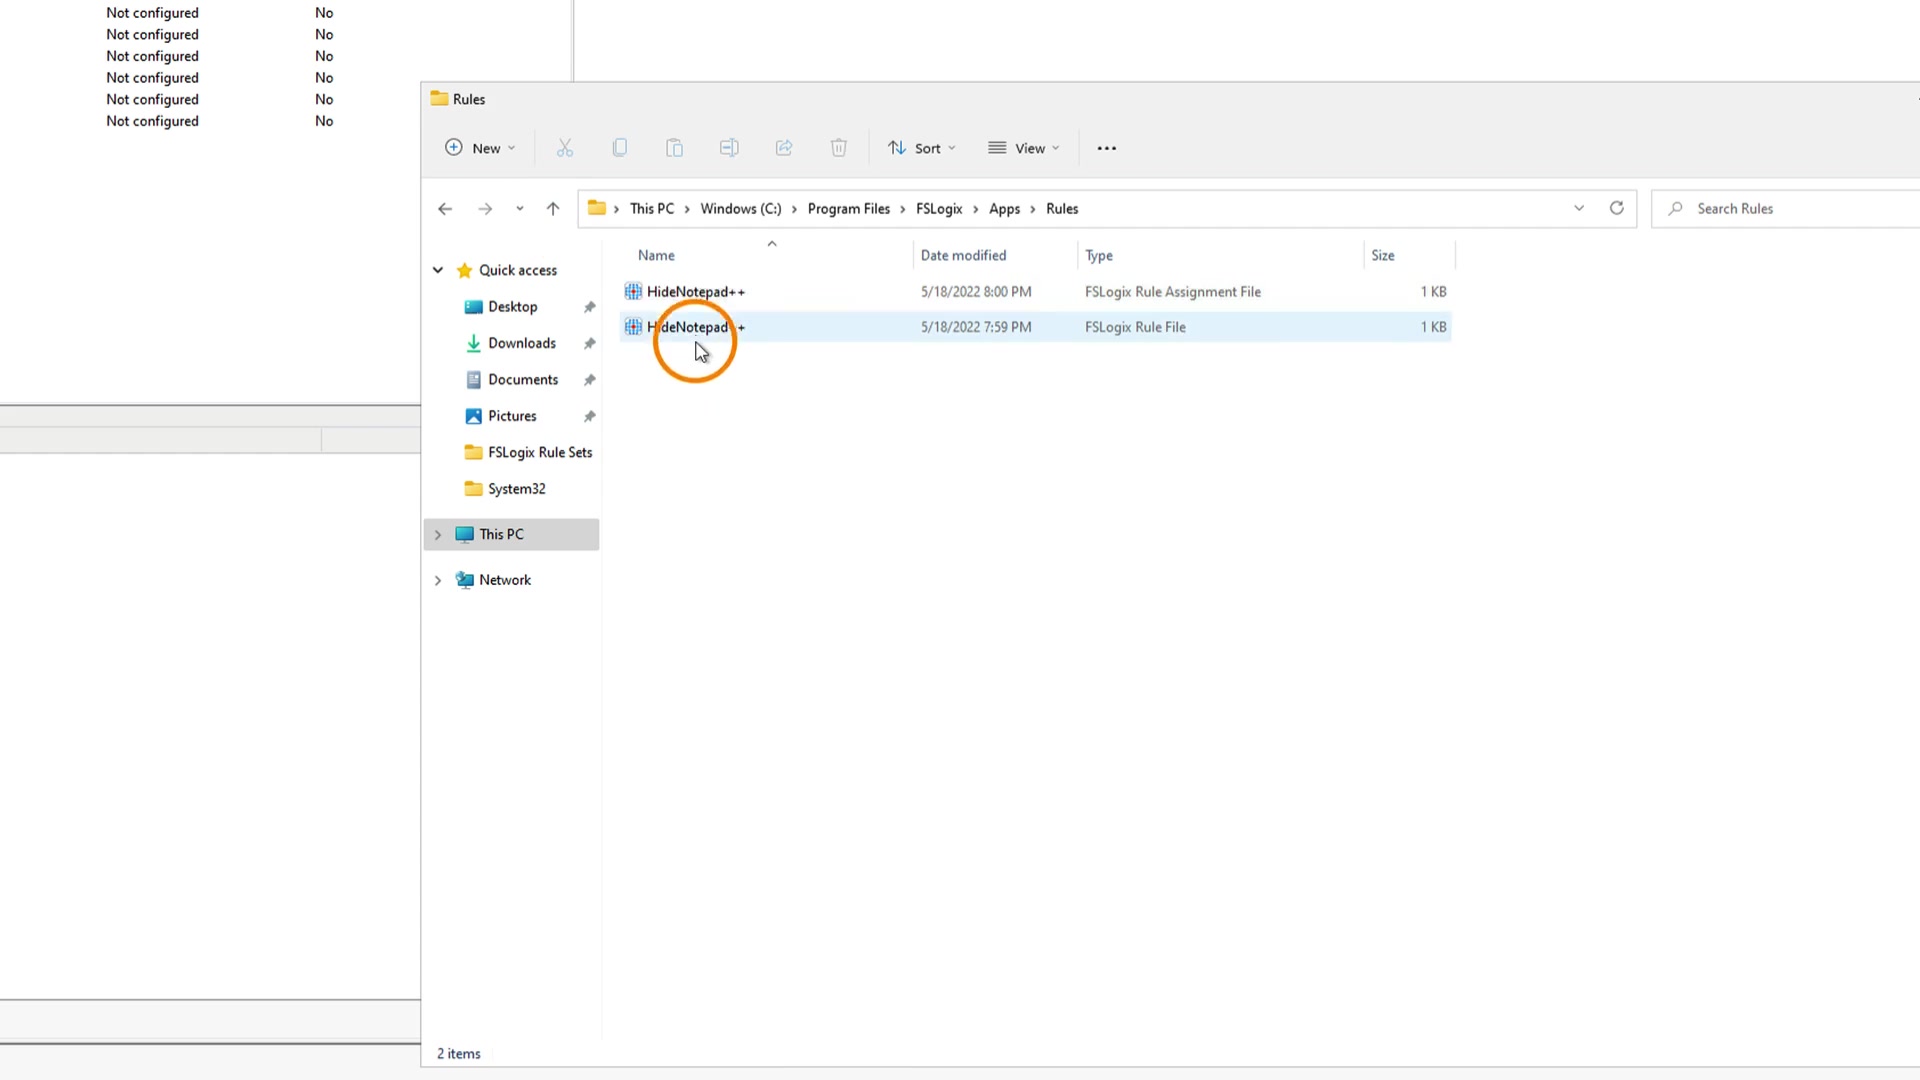 Not configured No
Not configured No
Not configured No
Not configured No
Not configured No
Not configured No
Rules
New
Sort
View
This PC > Windows (C:) > Program Files > FSLogix > Apps > Rules
Search Rules
Name Date modified Type Size
HideNotepad++ 5/18/2022 8:00 PM FSLogix Rule Assignment File 1 KB
HideNotepad++ 5/18/2022 7:59 PM FSLogix Rule File 1 KB
Quick access
Desktop
Downloads
Documents
Pictures
FSLogix Rule Sets
System32
This PC
Network
2 items